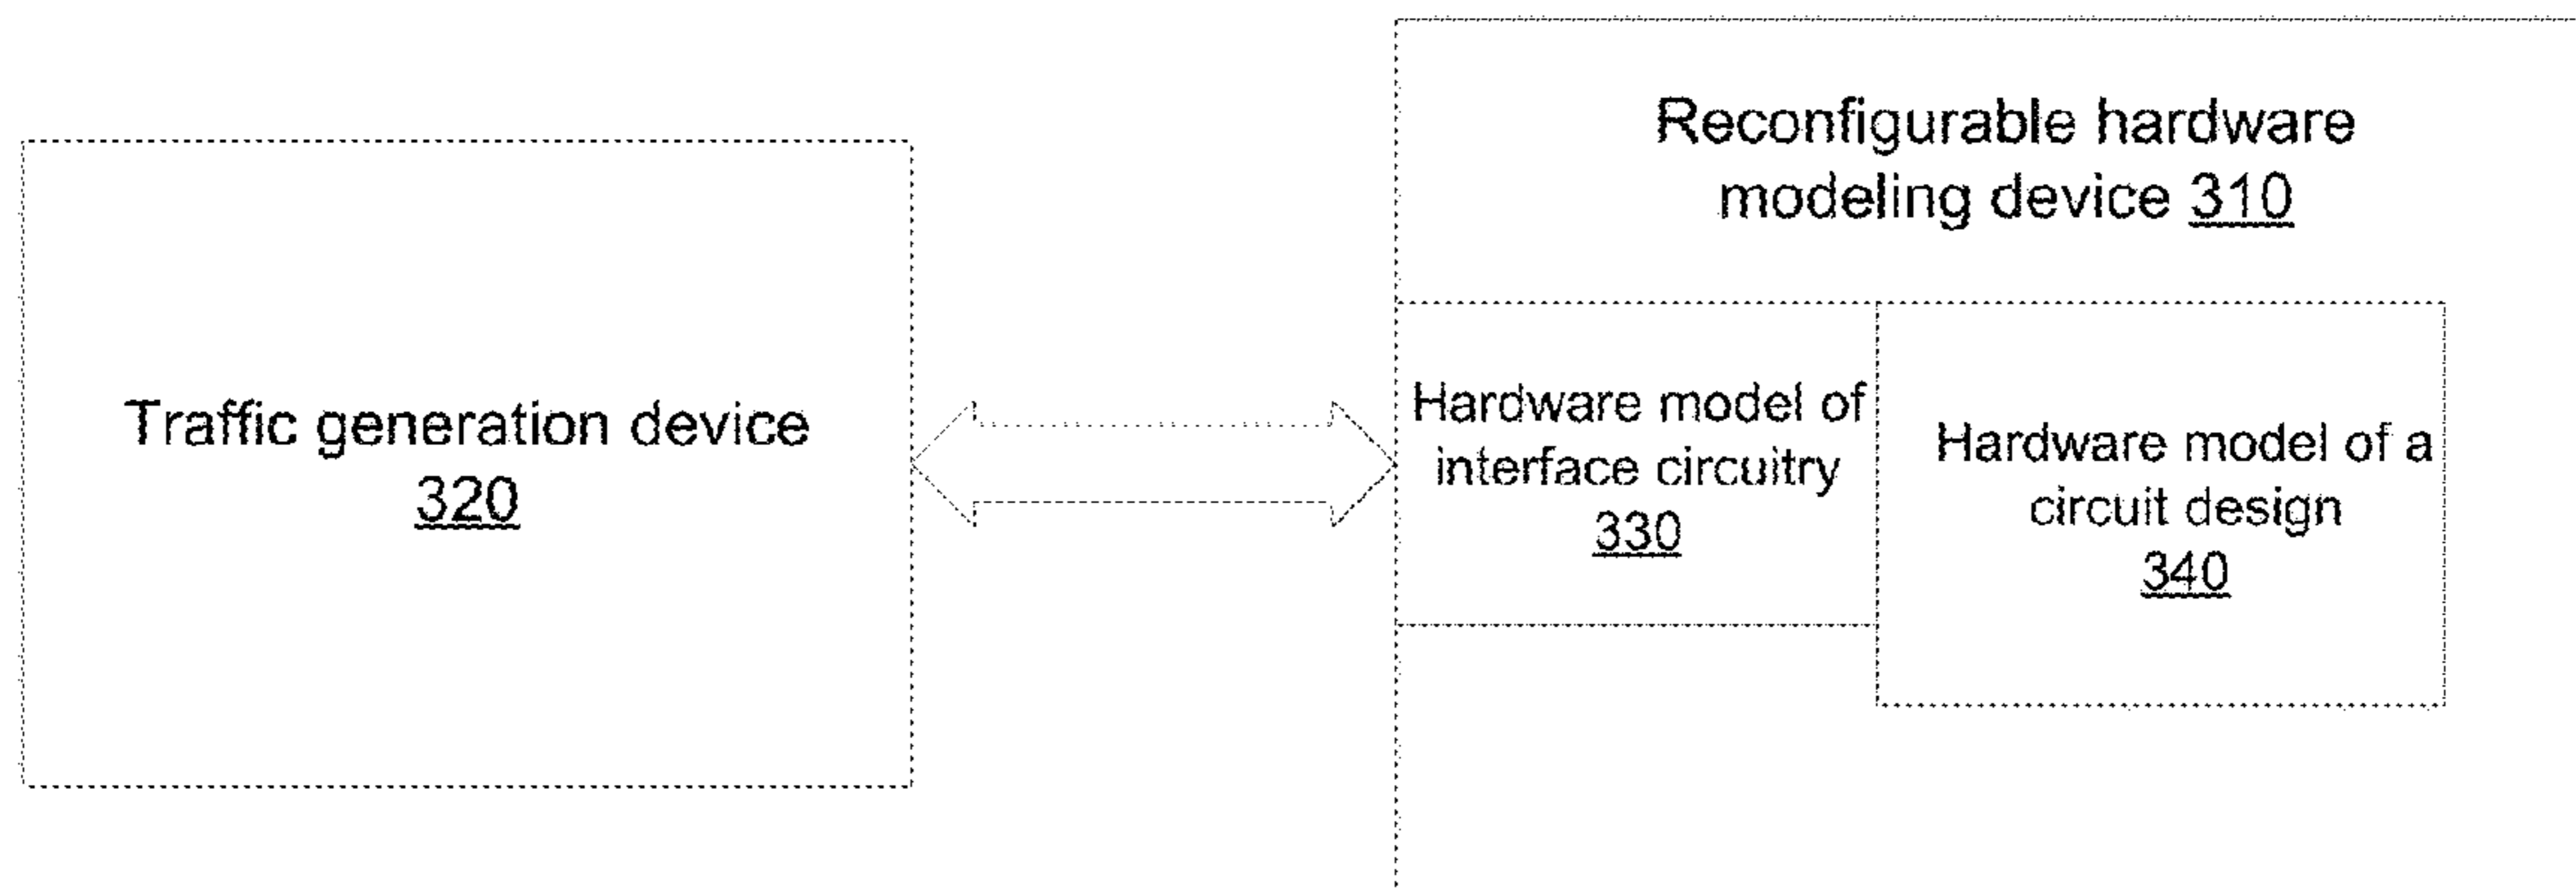 Reconfigurable hardware
modeling device 310
Traffic generation device
320
Hardware model of
interface circuitry
330
Hardware model of a
circuit design
340